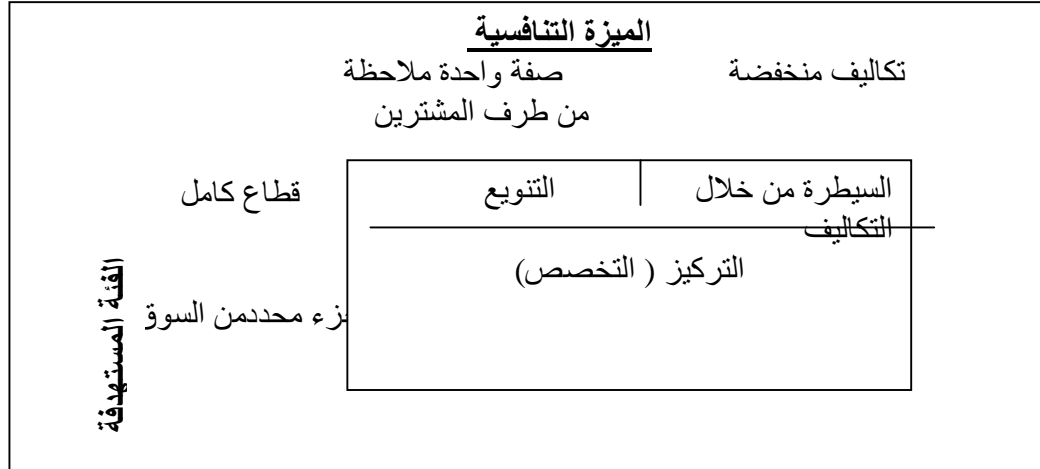 الميزة التنافسية
تكاليف منخفضة صفة واحدة ملاحظة
من طرف المشترين
السيطرة من خلال التنويع قطاع كامل
التكاليف
التركيز ( التخصص)
زء محددمن السوق
الفئة المستهدفة